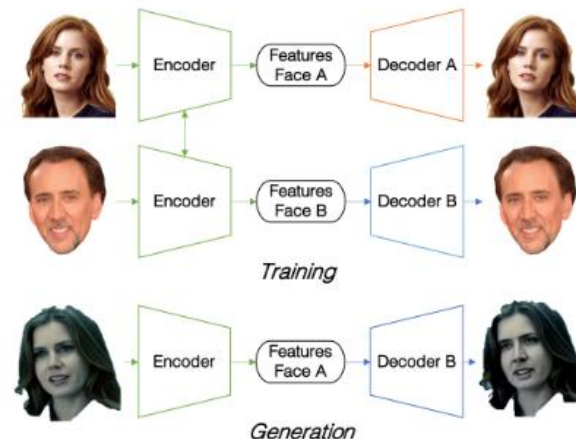 Encoder
Features
Face A
Decoder A
Encoder
Features
Face B
Decoder B
Training
Encoder
Features
Face A
Decoder B
Generation